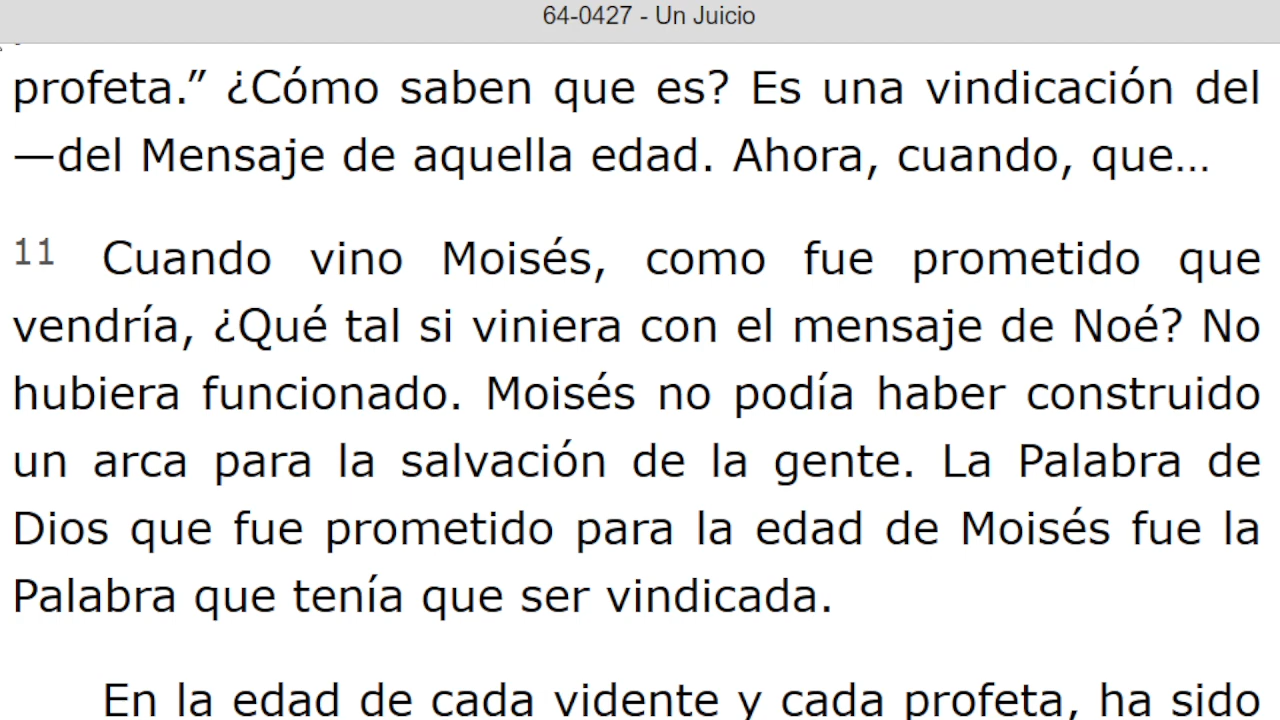 64-0427 - Un Juicio
profeta.” ¿Cómo saben que es? Es una vindicación del
—del Mensaje de aquella edad. Ahora, cuando, que…
11 Cuando vino Moisés, como fue prometido que
vendría, ¿Qué tal si viniera con el mensaje de Noé? No
hubiera funcionado. Moisés no podía haber construido
un arca para la salvación de la gente. La Palabra de
Dios que fue prometido para la edad de Moisés fue la
Palabra que tenía que ser vindicada.
En la edad de cada vidente y cada profeta, ha sido